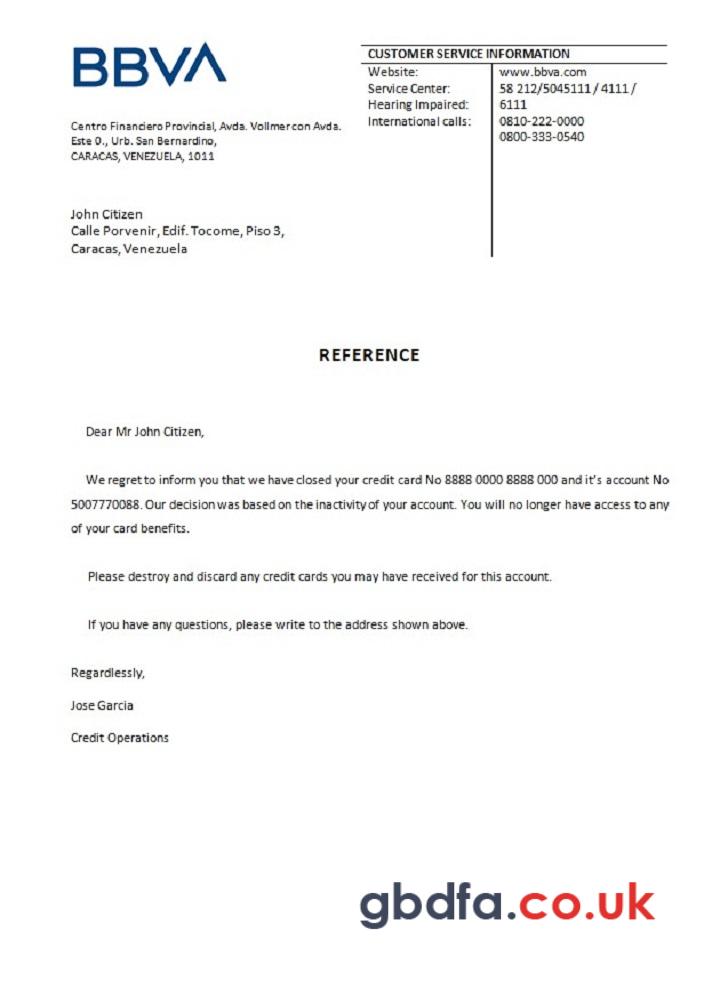 BBVA
CUSTOMER SERVICE INFORMATION
Website: www.bbva.com
Service Center: 58 212/5045111 / 4111 /
Hearing Impaired: 6111
International calls: 0810-222-0000
0800-333-0540
Centro Financiero Provincial, Avda. Vollmer con Avda.
Este 0., Urb. San Bernardino,
CARACAS, VENEZUELA, 1011
John Citizen
Calle Porvenir, Edif. Tocome, Piso 3,
Caracas, Venezuela
REFERENCE
Dear Mr John Citizen,
We regret to inform you that we have closed your credit card No 8888 0000 8888 000 and it's account No
5007770088. Our decision was based on the inactivity of your account. You will no longer have access to any
of your card benefits.
Please destroy and discard any credit cards you may have received for this account.
If you have any questions, please write to the address shown above.
Regardlessly,
Jose Garcia
Credit Operations
gbdfa.co.uk